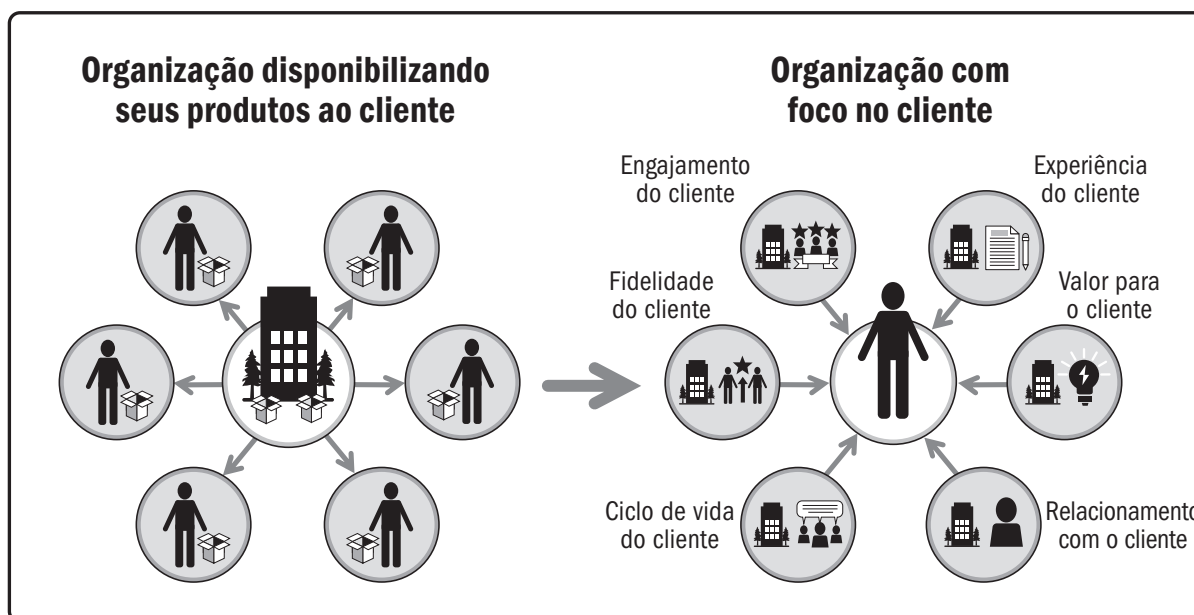 Organização disponibilizando
seus produtos ao cliente
Organização com
foco no cliente
Engajamento
do cliente
Experiência
do cliente
Fidelidade
do cliente
Valor para
o cliente
Ciclo de vida
do cliente
Relacionamento
com o cliente